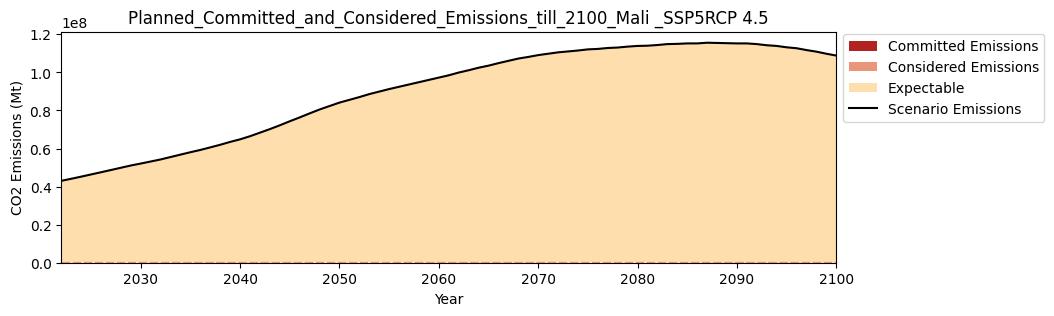 Planned_Committed_and_Considered_Emissions_till_2100_Mali _SSP5RCP 4.5
1e8
1.2
1.0
0.8
0.6
0.4
0.2
0.0
CO2 Emissions (Mt)
2030 2040 2050 2060 2070 2080 2090 2100
Year
Committed Emissions
Considered Emissions
Expectable
Scenario Emissions